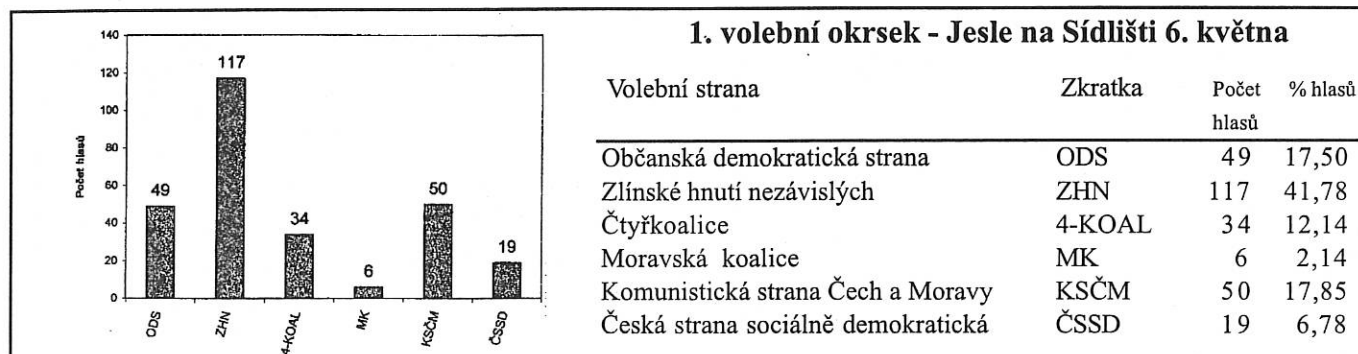 140
120
100
80
60
40
20
0
Počet hlasů
49
117
34
6
50
19
ODS
ZHN
4-KOAL
MK
KSČM
ČSSD
1. volební okrsek - Jesle na Sídlišti 6. května
Volební strana Zkratka Počet hlasů % hlasů
Občanská demokratická strana ODS 49 17,50
Zlínské hnutí nezávislých ZHN 117 41,78
Čtyřkoalice 4-KOAL 34 12,14
Moravská koalice MK 6 2,14
Komunistická strana Čech a Moravy KSČM 50 17,85
Česká strana sociálně demokratická ČSSD 19 6,78